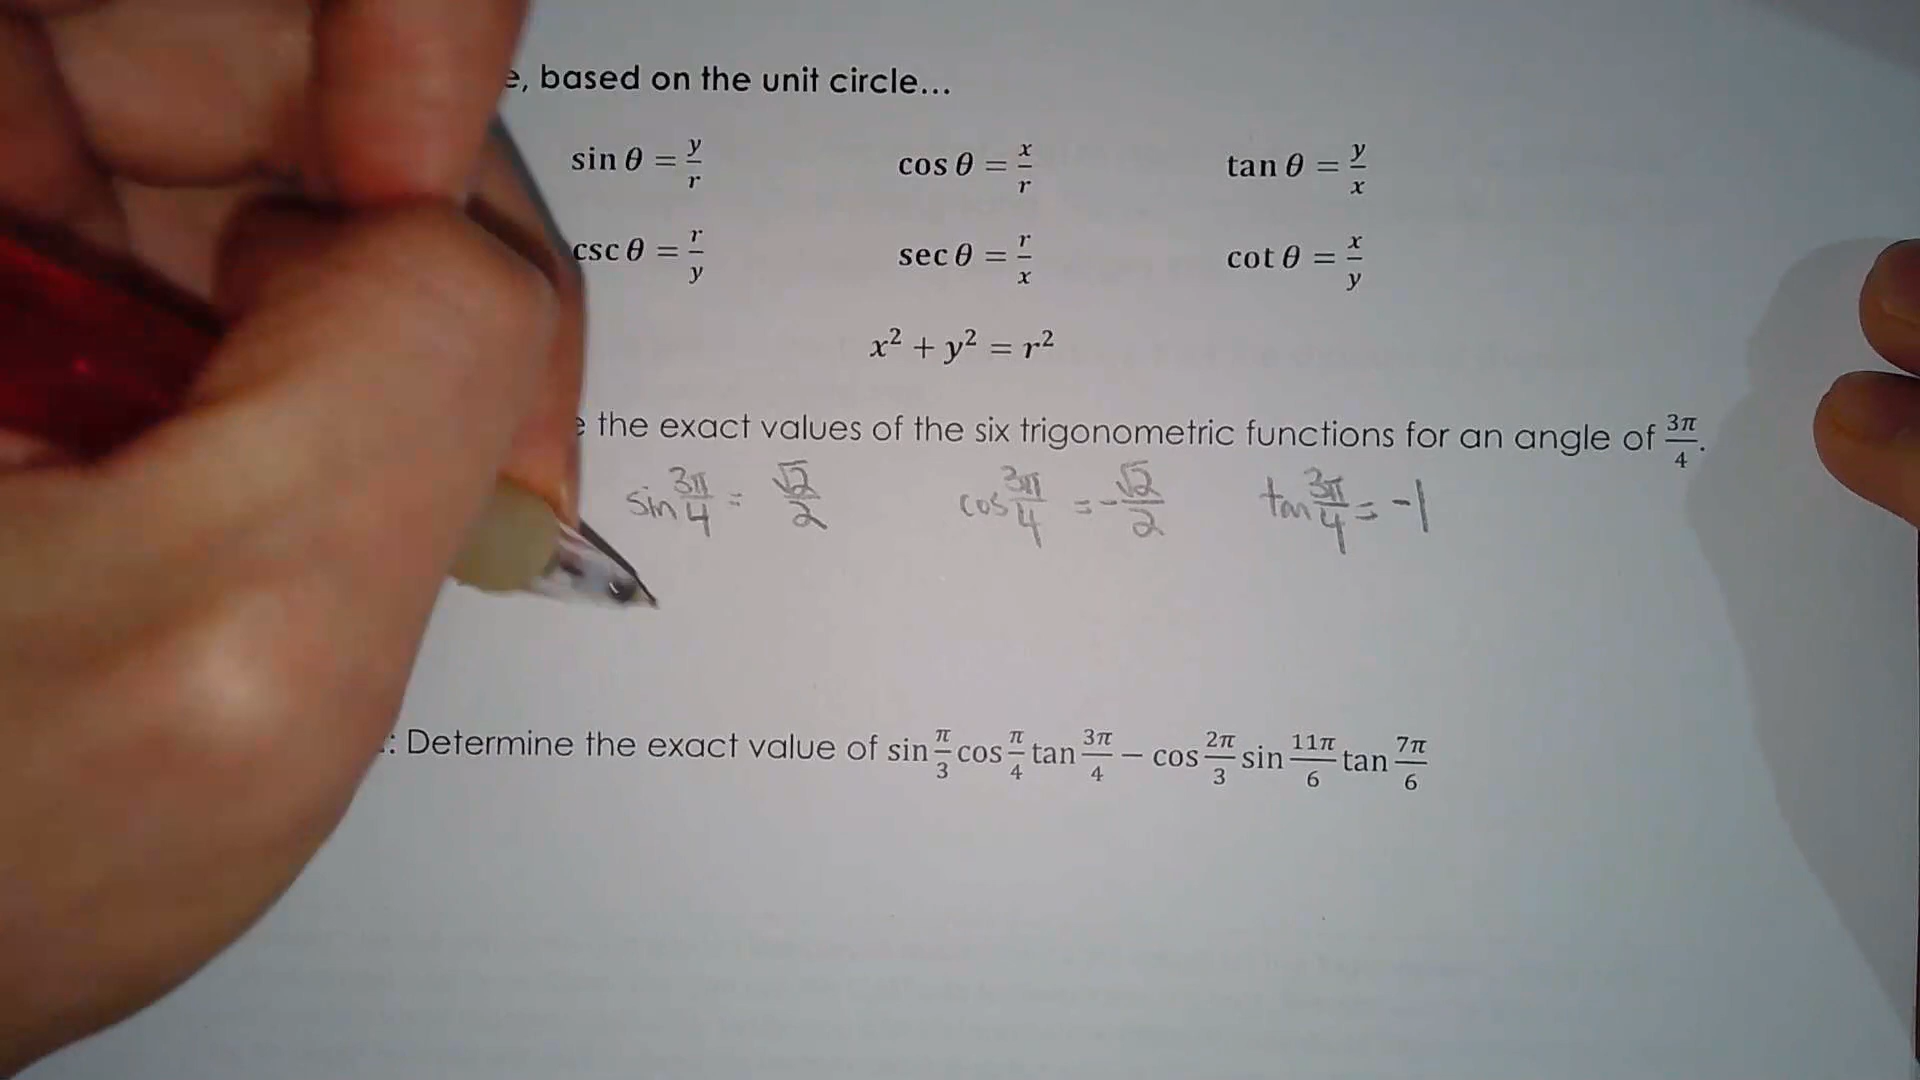 based on the unit circle...
sin θ = y/r cos θ = x/r tan θ = y/x
csc θ = r/y sec θ = r/x cot θ = x/y
x² + y² = r²
the exact values of the six trigonometric functions for an angle of 3π/4.
sin 3π/4 = √2/2 cos 3π/4 = -√2/2 tan 3π/4 = -1
: Determine the exact value of sin π/3 cos π/4 tan 3π/4 − cos 2π/3 sin 11π/6 tan 7π/6